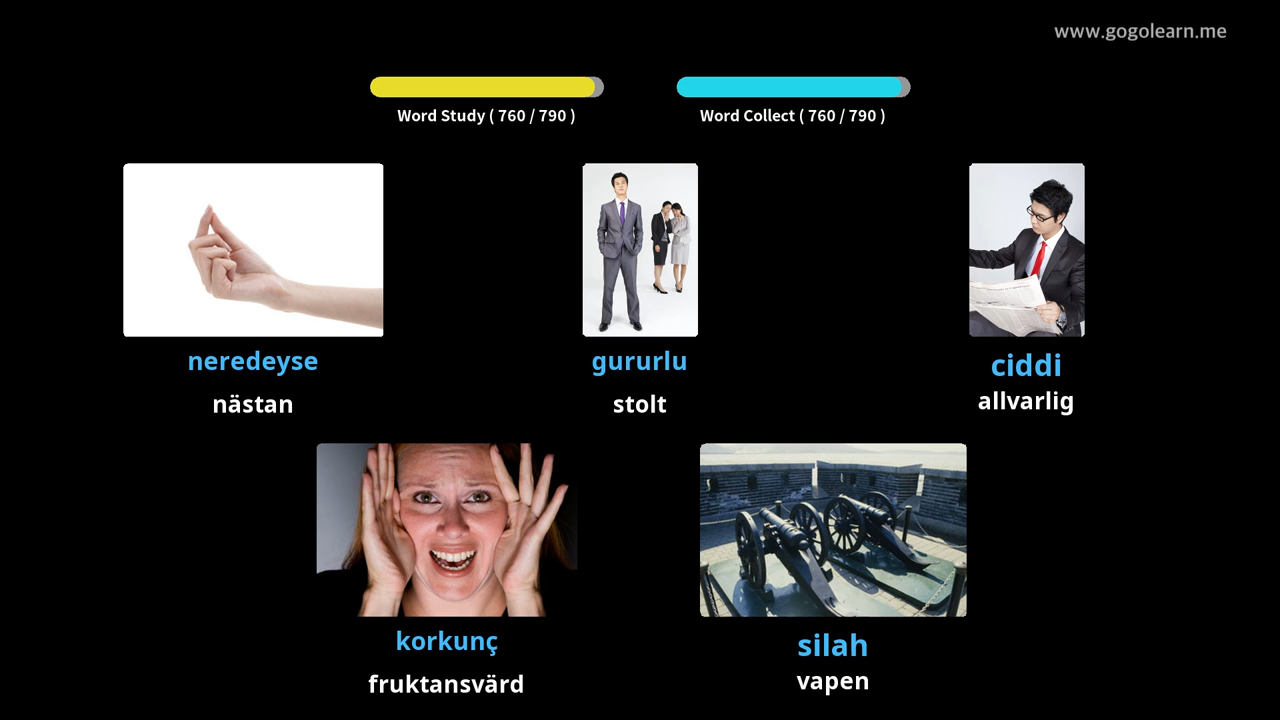 www.gogolearn.me
Word Study ( 760 / 790 )
Word Collect ( 760 / 790 )
neredeyse
nästan
gururlu
stolt
ciddi
allvarlig
korkunç
fruktansvärd
silah
vapen